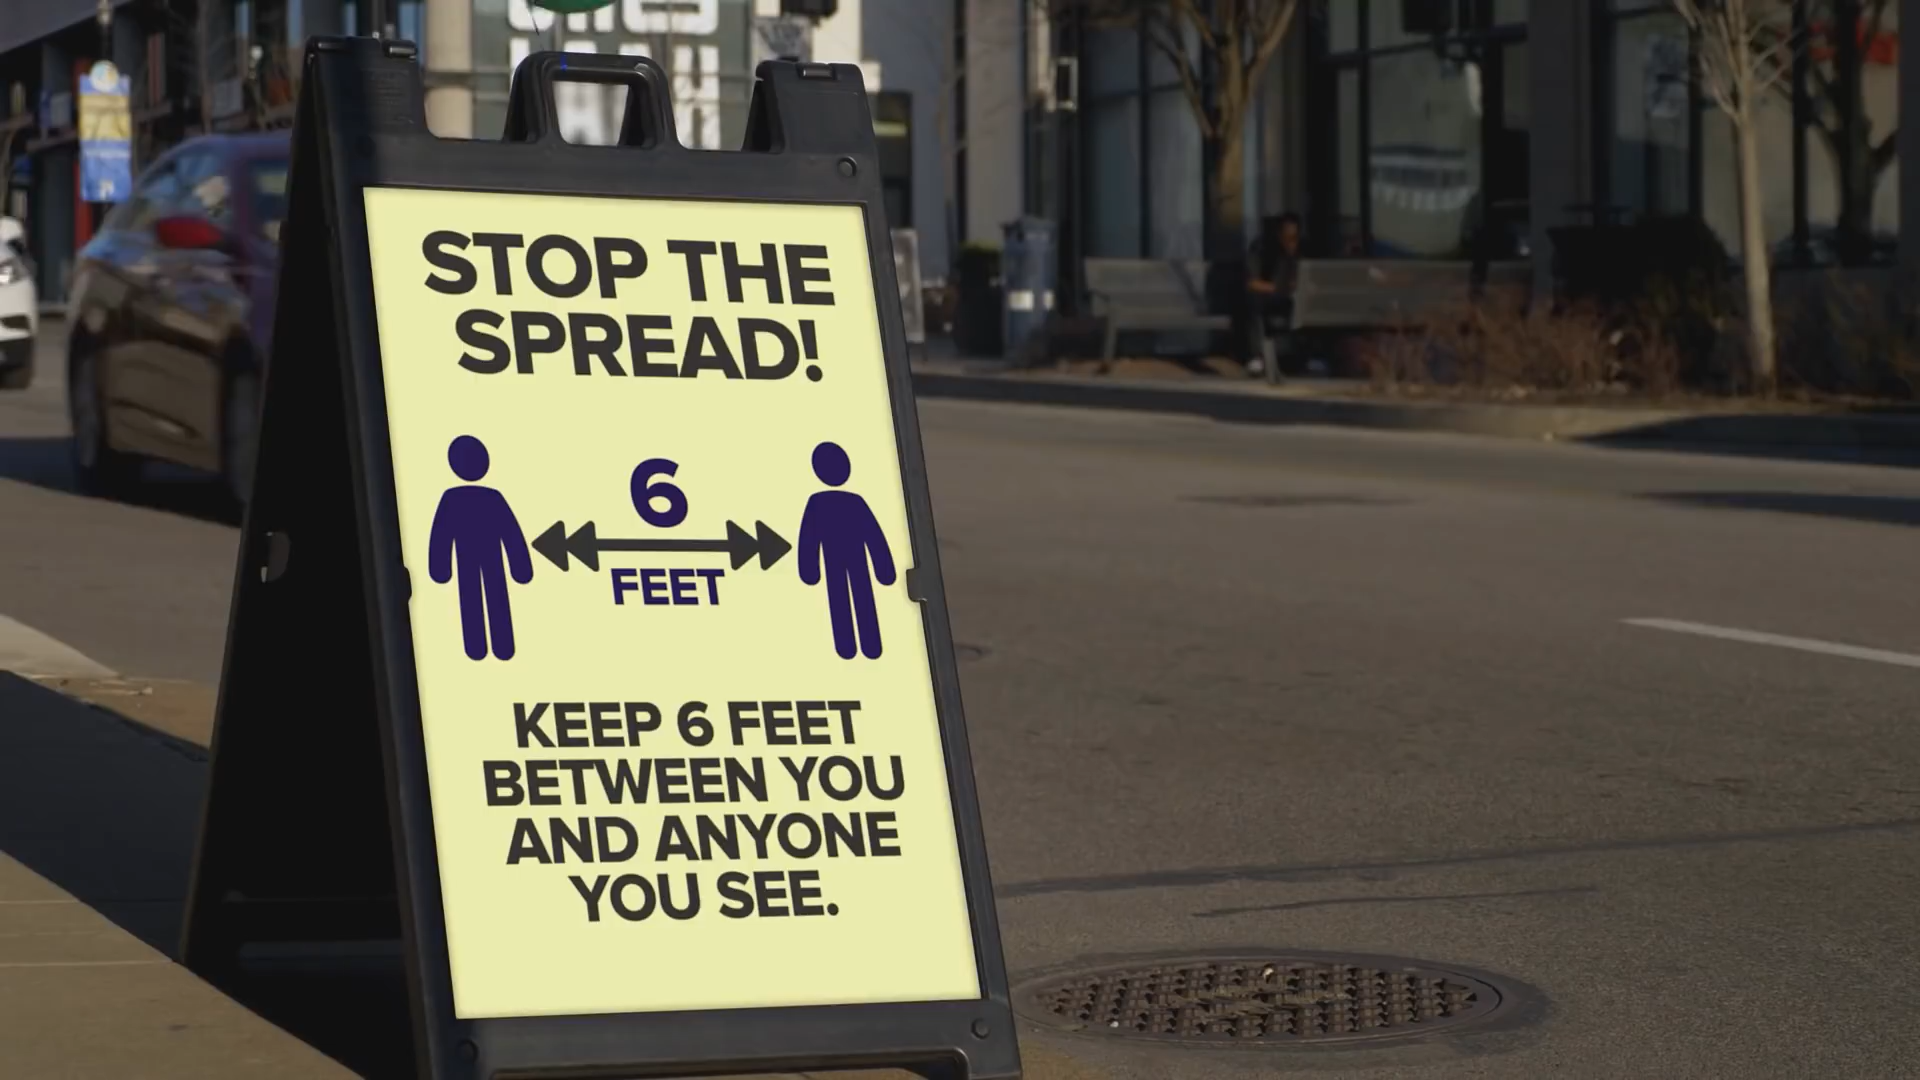 STOP THE
SPREAD!
6
FEET
KEEP 6 FEET
BETWEEN YOU
AND ANYONE
YOU SEE.